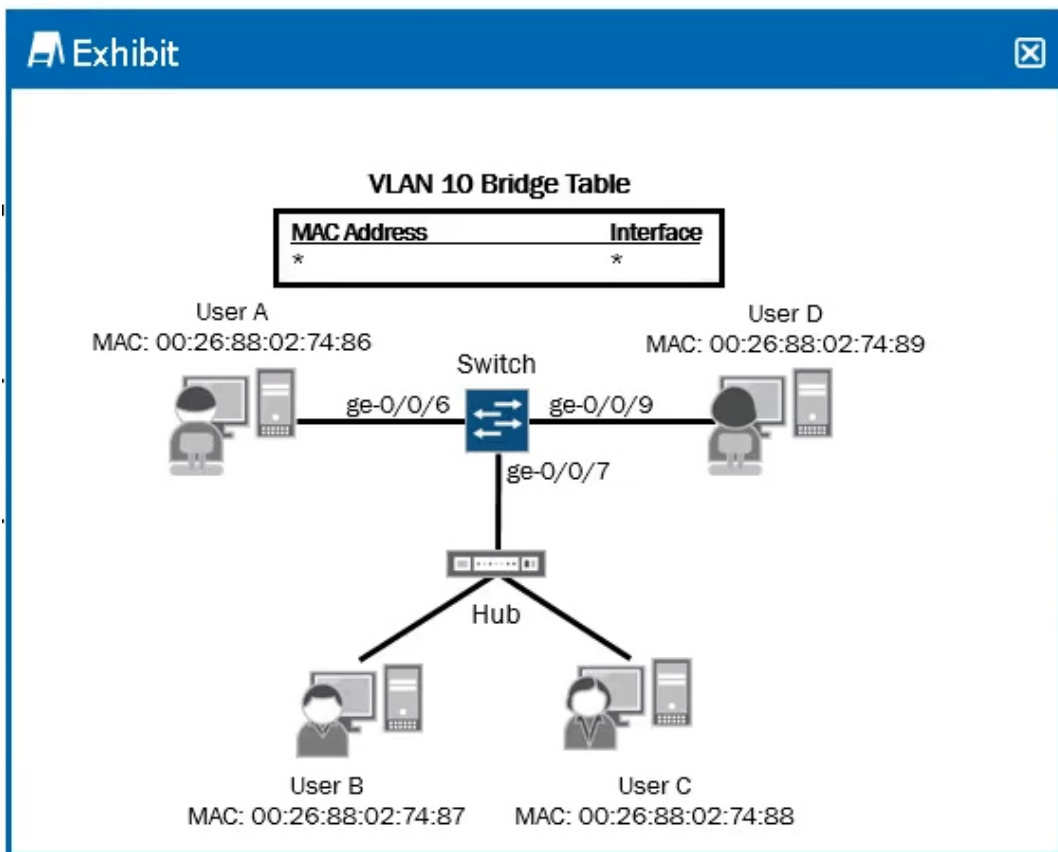 Exhibit
VLAN 10 Bridge Table
MAC Address Interface
* *
User A
MAC: 00:26:88:02:74:86
User D
MAC: 00:26:88:02:74:89
Switch
ge-0/0/6
ge-0/0/9
ge-0/0/7
Hub
User B
MAC: 00:26:88:02:74:87
User C
MAC: 00:26:88:02:74:88